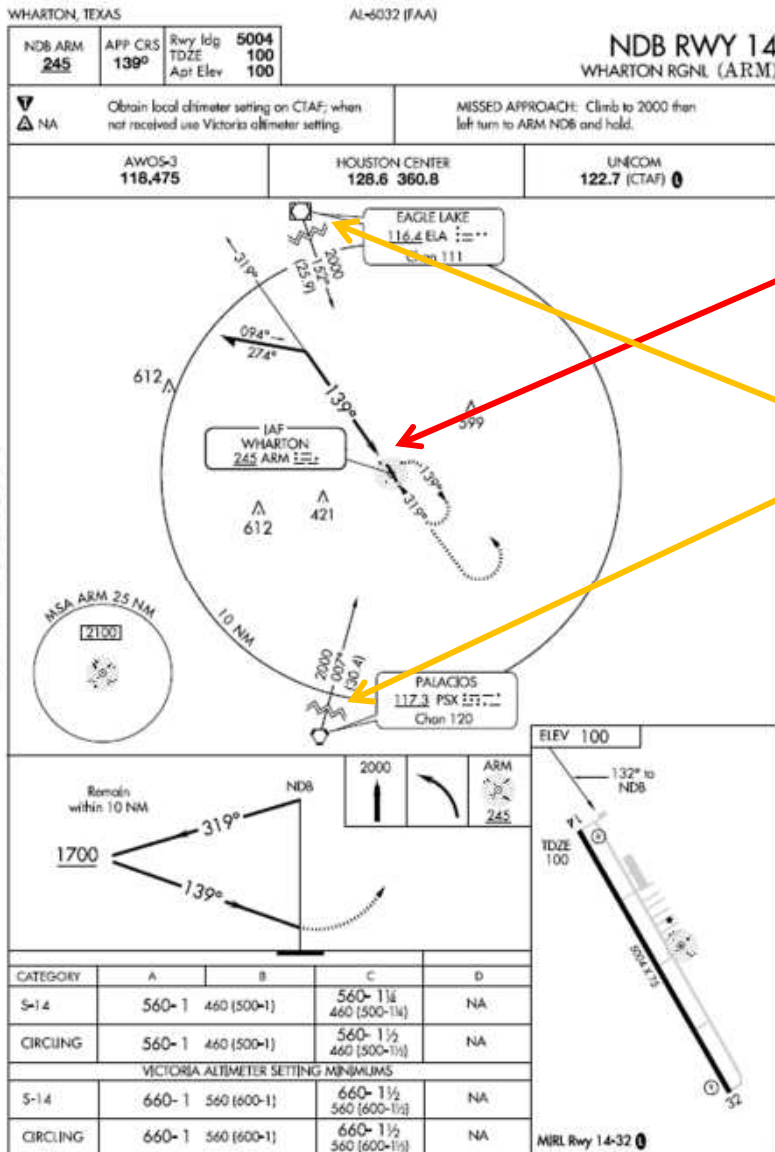 WHARTON, TEXAS
AL-6032 (FAA)
NDB ARM
245
APP CRS
139°
Rwy ldg 5004
TDZE 100
Apt Elev 100
NDB RWY 14
WHARTON RGNL (ARM)
T
A NA
Obtain local altimeter setting on CTAF; when
not received use Victoria altimeter setting.
MISSED APPROACH: Climb to 2000 then
left turn to ARM NDB and hold.
AWOS-3
118.475
HOUSTON CENTER
128.6 360.8
UNICOM
122.7 (CTAF) L
EAGLE LAKE
116.4 ELA
Chan 111
2000
152°
(25.9)
319°
094°
274°
612
139°
599
IAF
WHARTON
245 ARM
139°
319°
612
421
MSA ARM 25 NM
2100
10 NM
2000
007°
(30.4)
PALACIOS
117.3 PSX
Chan 120
Remain
within 10 NM
NDB
319°
1700
139°
2000
ARM
245
ELEV 100
132° to
NDB
14
TDZE
100
5004 X 75
32
MIRL Rwy 14-32 L
CATEGORY A B C D
S-14 560-1 460 (500-1) 560-1¼ NA
460 (500-1¼)
CIRCLING 560-1 460 (500-1) 560-1½ NA
460 (500-1½)
VICTORIA ALTIMETER SETTING MINIMUMS
S-14 660-1 560 (600-1) 660-1½ NA
560 (600-1½)
CIRCLING 660-1 560 (600-1) 660-1½ NA
560 (600-1½)